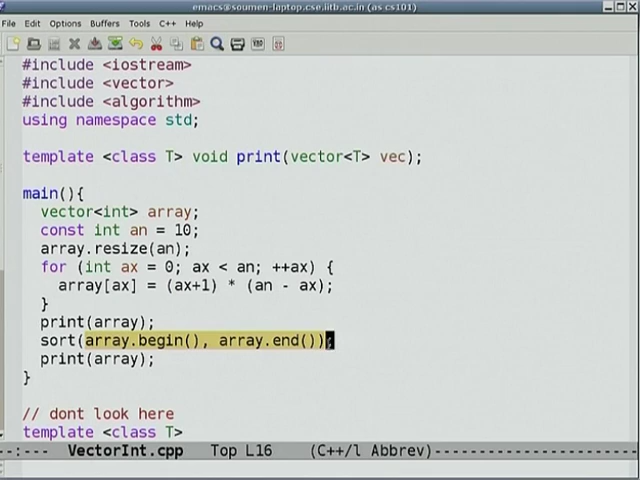 emacs@soumen-laptop.cse.iitb.ac.in (as cs101)
File Edit Options Buffers Tools C++ Help
#include <iostream>
#include <vector>
#include <algorithm>
using namespace std;
template <class T> void print(vector<T> vec);
main(){
vector<int> array;
const int an = 10;
array.resize(an);
for (int ax = 0; ax < an; ++ax) {
array[ax] = (ax+1) * (an - ax);
}
print(array);
sort(array.begin(), array.end());
print(array);
}
// dont look here
template <class T>
--:--- VectorInt.cpp Top L16 (C++/l Abbrev)------------------------